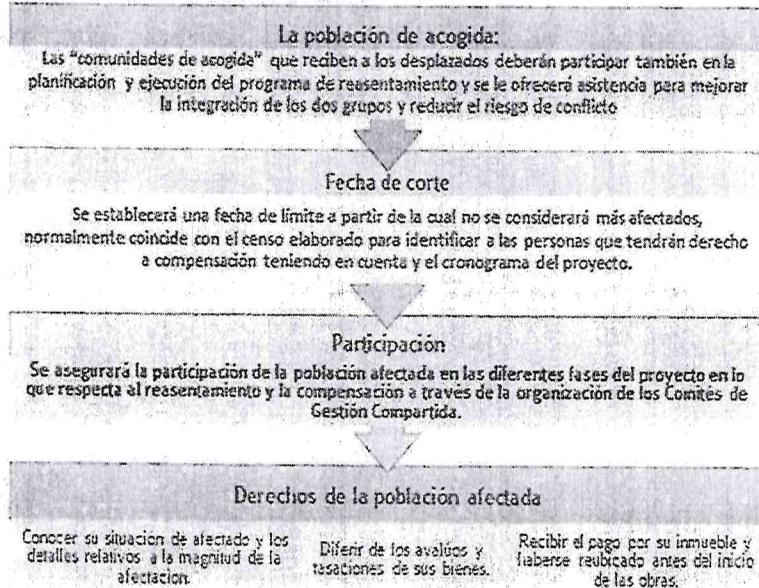 La población de acogida:
Las “comunidades de acogida” que reciben a los desplazados deberán participar también en la
planificación y ejecución del programa de reasentamiento y se le ofrecerá asistencia para mejorar
la integración de los dos grupos y reducir el riesgo de conflicto
Fecha de corte
Se establecerá una fecha de límite a partir de la cual no se considerará más afectados,
normalmente coincide con el censo elaborado para identificar a las personas que tendrán derecho
a compensación teniendo en cuenta y el cronograma del proyecto.
Participación
Se asegurará la participación de la población afectada en las diferentes fases del proyecto en lo
que respecta al reasentamiento y la compensación a través de la organización de los Comités de
Gestión Compartida.
Derechos de la población afectada
Conocer su situación de afectado y los
detalles relativos a la magnitud de la
afectación.
Diferir de los avalúos y
tasaciones de sus bienes.
Recibir el pago por su inmueble y
haberse reubicado antes del inicio
de las obras.